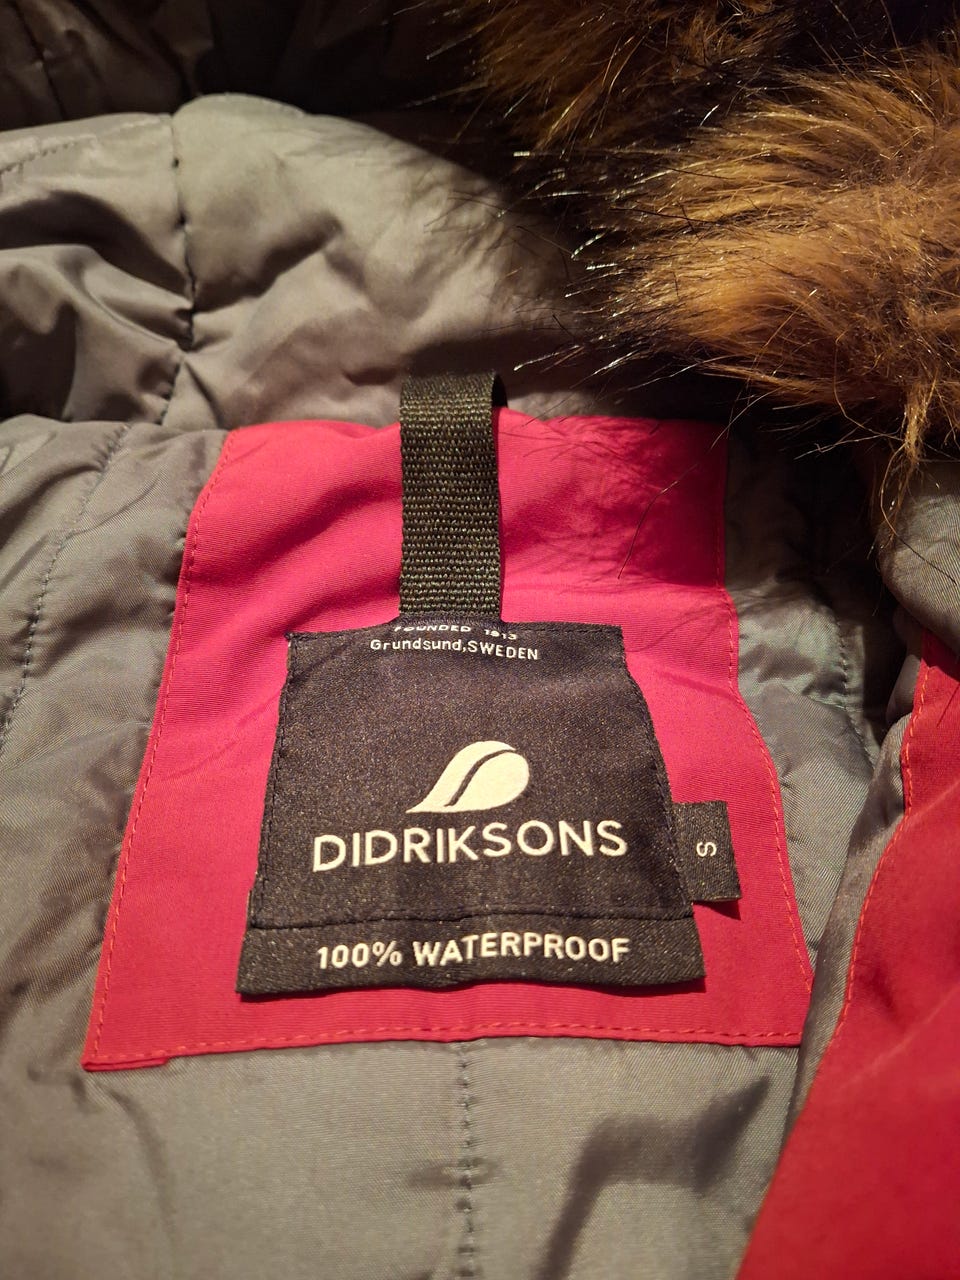 FOUNDED 1913
Grundsund,SWEDEN
DIDRIKSONS
S
100% WATERPROOF